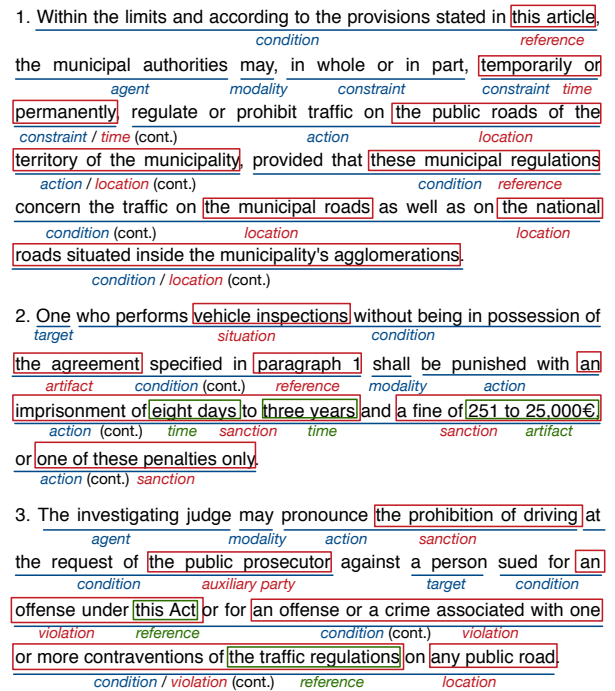 1. Within the limits and according to the provisions stated in this article,
condition reference
the municipal authorities may, in whole or in part, temporarily or
agent modality constraint constraint time
permanently, regulate or prohibit traffic on the public roads of the
constraint / time (cont.) action location
territory of the municipality, provided that these municipal regulations
action / location (cont.) condition reference
concern the traffic on the municipal roads as well as on the national
condition (cont.) location location
roads situated inside the municipality's agglomerations.
condition / location (cont.)
2. One who performs vehicle inspections without being in possession of
target situation condition
the agreement specified in paragraph 1 shall be punished with an
artifact condition (cont.) reference modality action
imprisonment of eight days to three years and a fine of 251 to 25,000€,
action (cont.) time sanction time sanction artifact
or one of these penalties only.
action (cont.) sanction
3. The investigating judge may pronounce the prohibition of driving at
agent modality action sanction
the request of the public prosecutor against a person sued for an
condition auxiliary party target condition
offense under this Act or for an offense or a crime associated with one
violation reference condition (cont.) violation
or more contraventions of the traffic regulations on any public road.
condition / violation (cont.) reference location